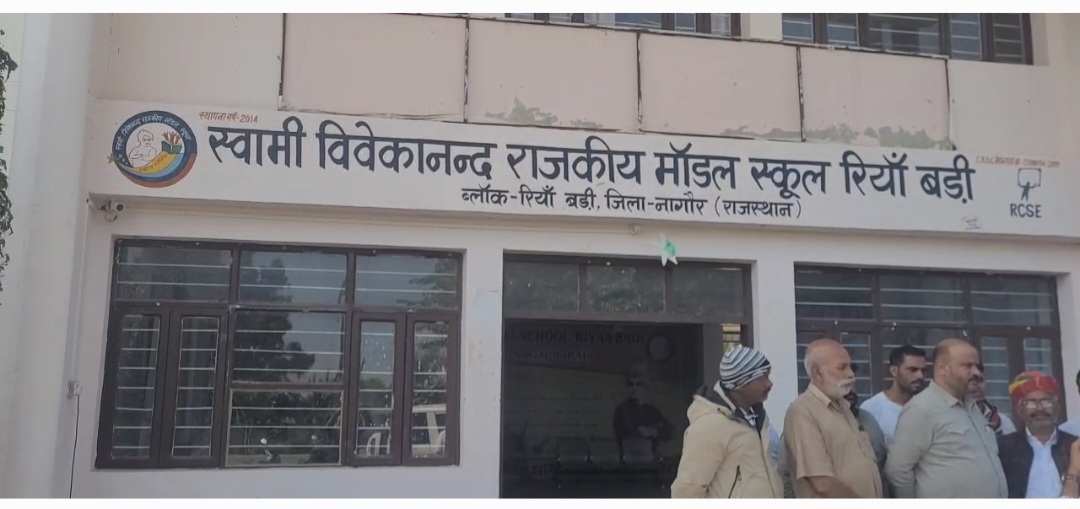 स्थापना वर्ष-2014
स्वामी विवेकानन्द राजकीय मॉडल स्कूल रियाँ बड़ी
ब्लॉक-रियाँ बड़ी, जिला-नागौर (राजस्थान)
RCSE
SCHOOL, RIYAN BADI